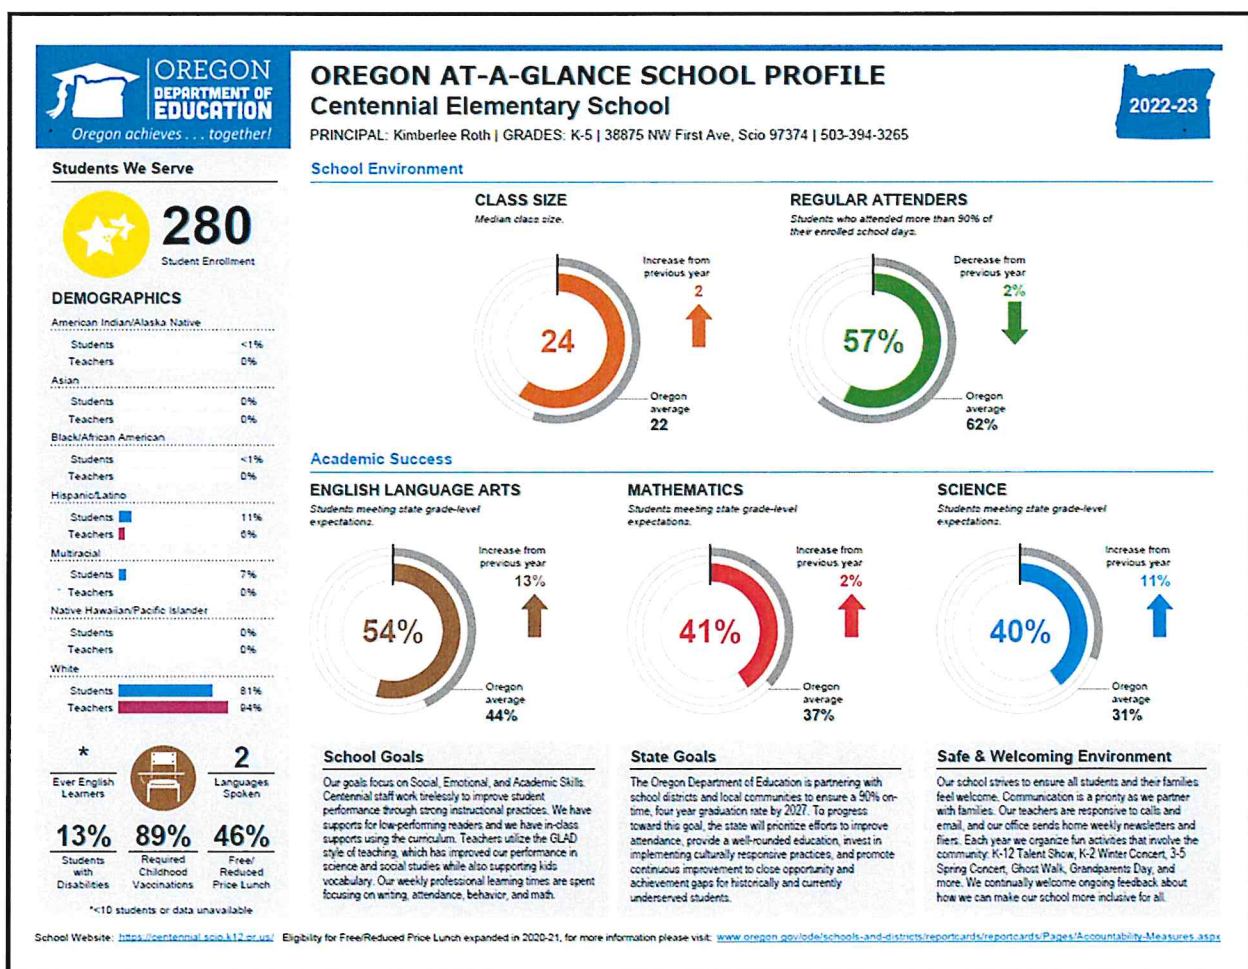 OREGON
DEPARTMENT OF
EDUCATION
Oregon achieves . . . together!
OREGON AT-A-GLANCE SCHOOL PROFILE
Centennial Elementary School
PRINCIPAL: Kimberlee Roth | GRADES: K-5 | 38875 NW First Ave, Scio 97374 | 503-394-3265
2022-23
Students We Serve
280
Student Enrollment
DEMOGRAPHICS
American Indian/Alaska Native
Students <1%
Teachers 0%
Asian
Students 0%
Teachers 0%
Black/African American
Students <1%
Teachers 0%
Hispanic/Latino
Students 11%
Teachers 6%
Multiracial
Students 7%
Teachers 0%
Native Hawaiian/Pacific Islander
Students 0%
Teachers 0%
White
Students 81%
Teachers 94%
*
Ever English
Learners
2
Languages
Spoken
13%
Students
with
Disabilities
89%
Required
Childhood
Vaccinations
46%
Free/
Reduced
Price Lunch
*<10 students or data unavailable
School Environment
CLASS SIZE
Median class size.
Increase from
previous year
2
24
Oregon
average
22
REGULAR ATTENDERS
Students who attended more than 90% of
their enrolled school days.
Decrease from
previous year
2%
57%
Oregon
average
62%
Academic Success
ENGLISH LANGUAGE ARTS
Students meeting state grade-level
expectations.
Increase from
previous year
13%
54%
Oregon
average
44%
MATHEMATICS
Students meeting state grade-level
expectations.
Increase from
previous year
2%
41%
Oregon
average
37%
SCIENCE
Students meeting state grade-level
expectations.
Increase from
previous year
11%
40%
Oregon
average
31%
School Goals
Our goals focus on Social, Emotional, and Academic Skills.
Centennial staff work tirelessly to improve student
performance through strong instructional practices. We have
supports for low-performing readers and we have in-class
supports using the curriculum. Teachers utilize the GLAD
style of teaching, which has improved our performance in
science and social studies while also supporting kids
vocabulary. Our weekly professional learning times are spent
focusing on writing, attendance, behavior, and math.
State Goals
The Oregon Department of Education is partnering with
school districts and local communities to ensure a 90% on-
time, four year graduation rate by 2027. To progress
toward this goal, the state will prioritize efforts to improve
attendance, provide a well-rounded education, invest in
implementing culturally responsive practices, and promote
continuous improvement to close opportunity and
achievement gaps for historically and currently
underserved students.
Safe & Welcoming Environment
Our school strives to ensure all students and their families
feel welcome. Communication is a priority as we partner
with families. Our teachers are responsive to calls and
email, and our office sends home weekly newsletters and
fliers. Each year we organize fun activities that involve the
community: K-12 Talent Show, K-2 Winter Concert, 3-5
Spring Concert, Ghost Walk, Grandparents Day, and
more. We continually welcome ongoing feedback about
how we can make our school more inclusive for all.
School Website: https://centennial.scio.k12.or.us/ Eligibility for Free/Reduced Price Lunch expanded in 2020-21, for more information please visit: www.oregon.gov/ode/schools-and-districts/reportcards/reportcards/Pages/Accountability-Measures.aspx